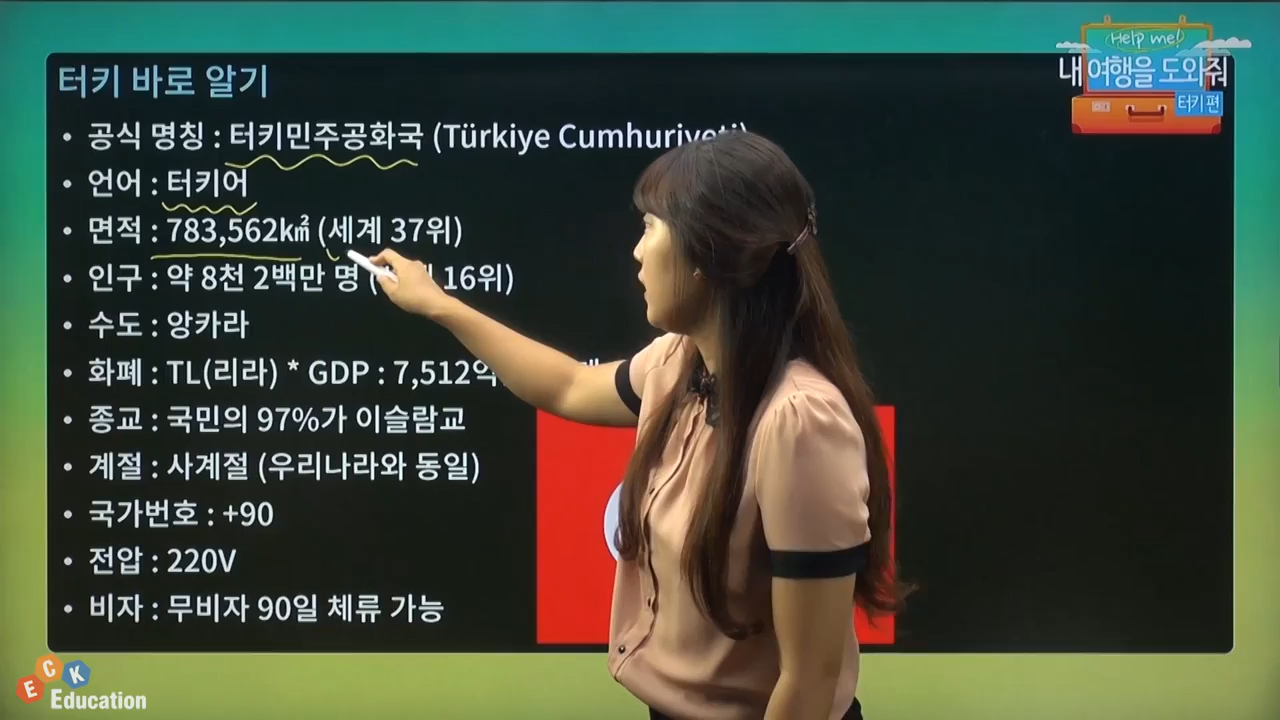 Help me!
내 여행을 도와줘
터키 편
터키 바로 알기
• 공식 명칭 : 터키민주공화국 (Türkiye Cumhuriyeti)
• 언어 : 터키어
• 면적 : 783,562㎢ (세계 37위)
• 인구 : 약 8천 2백만 명 ( 16위)
• 수도 : 앙카라
• 화폐 : TL(리라) * GDP : 7,512억
• 종교 : 국민의 97%가 이슬람교
• 계절 : 사계절 (우리나라와 동일)
• 국가번호 : +90
• 전압 : 220V
• 비자 : 무비자 90일 체류 가능
ECK
Education